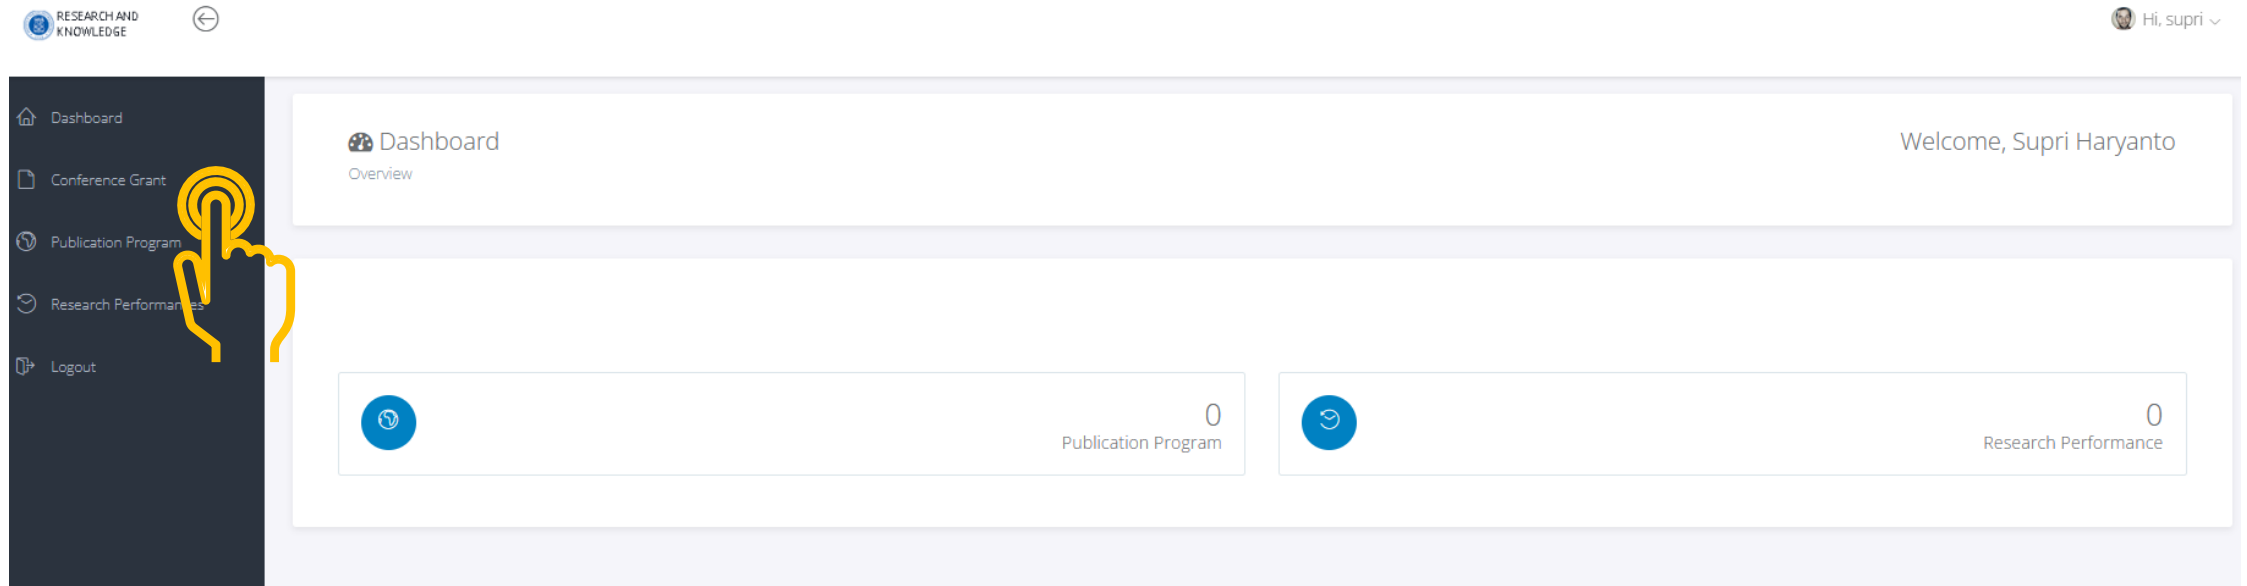 RESEARCH AND
KNOWLEDGE
Hi, supri
Dashboard
Conference Grant
Publication Program
Research Performances
Logout
Dashboard
Overview
Welcome, Supri Haryanto
0
Publication Program
0
Research Performance